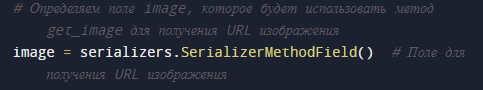 # Определяем поле image, которое будет использовать метод
get_image для получения URL изображения
image = serializers.SerializerMethodField()  # Поле для
получения URL изображения